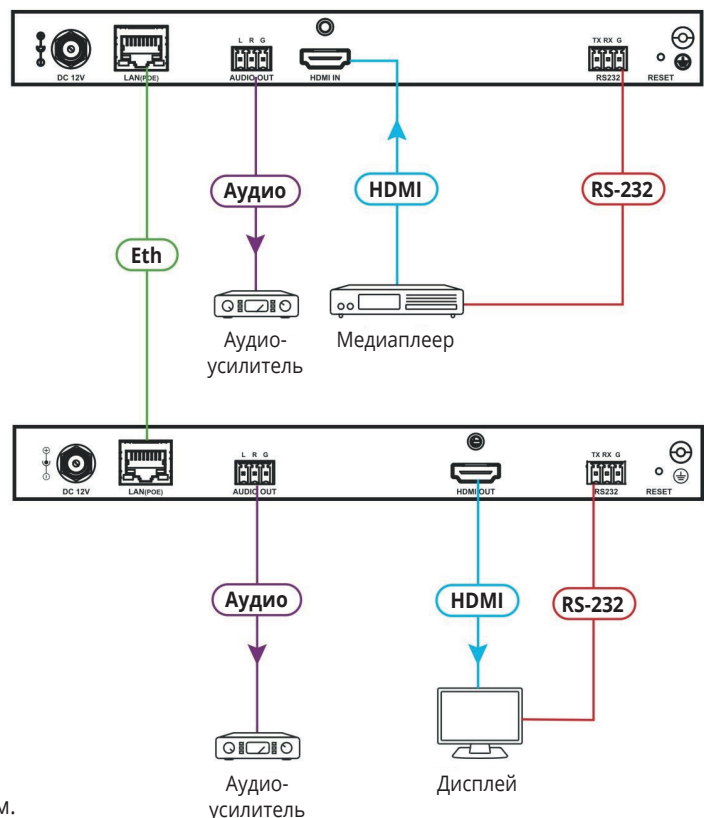 L R G
TX RX G
DC 12V
LAN(POE)
AUDIO OUT
HDMI IN
RS232
RESET
Аудио
HDMI
RS-232
Eth
Аудио-
усилитель
Медиаплеер
L R G
TX RX G
DC 12V
LAN(POE)
AUDIO OUT
HDMI OUT
RS232
RESET
Аудио
HDMI
RS-232
Аудио-
усилитель
Дисплей
м.